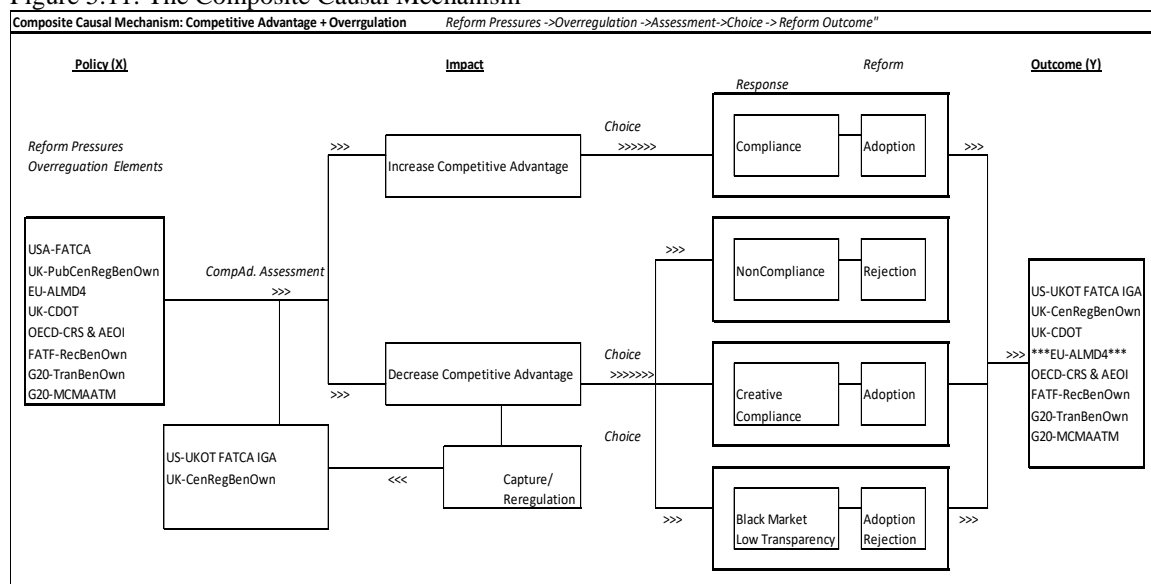 Figure 3.11: The Composite Causal Mechanism
Composite Causal Mechanism: Competitive Advantage + Overrgulation Reform Pressures ->Overregulation ->Assessment->Choice -> Reform Outcome"
Policy (X) Impact Reform Outcome (Y)
Response
Reform Pressures
Overreguation Elements
Choice
>>> >>>>>> >>>
Increase Competitive Advantage
Compliance Adoption
USA-FATCA
UK-PubCenRegBenOwn
EU-ALMD4
UK-CDOT
OECD-CRS & AEOI
FATF-RecBenOwn
G20-TranBenOwn
G20-MCMAATM
CompAd. Assessment
>>>
>>>
NonCompliance Rejection
>>>
Decrease Competitive Advantage
Choice
>>>>>>>
Creative
Compliance
Adoption
>>>
US-UKOT FATCA IGA
UK-CenRegBenOwn
UK-CDOT
***EU-ALMD4***
OECD-CRS & AEOI
FATF-RecBenOwn
G20-TranBenOwn
G20-MCMAATM
US-UKOT FATCA IGA
UK-CenRegBenOwn
<<<
Capture/
Reregulation
Choice
>>>
Black Market
Low Transparency
Adoption
Rejection
>>>